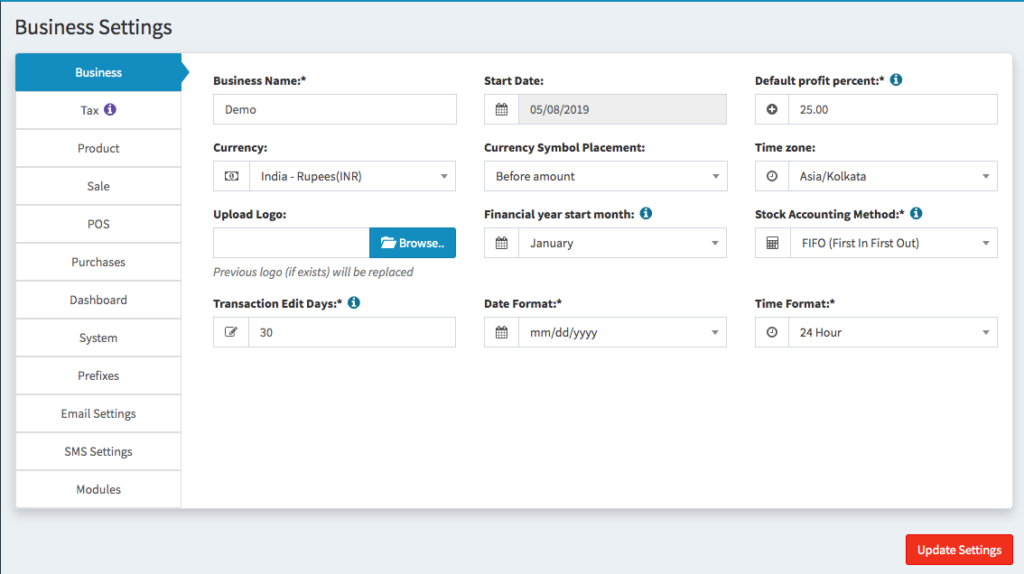 Business Settings
Business
Tax
Product
Sale
POS
Purchases
Dashboard
System
Prefixes
Email Settings
SMS Settings
Modules
Business Name:* Start Date: Default profit percent:*
Demo 05/08/2019 25.00
Currency: Currency Symbol Placement: Time zone:
India - Rupees(INR) Before amount Asia/Kolkata
Upload Logo: Financial year start month: Stock Accounting Method:*
Browse.. January FIFO (First In First Out)
Previous logo (if exists) will be replaced
Transaction Edit Days:* Date Format:* Time Format:*
30 mm/dd/yyyy 24 Hour
Update Settings